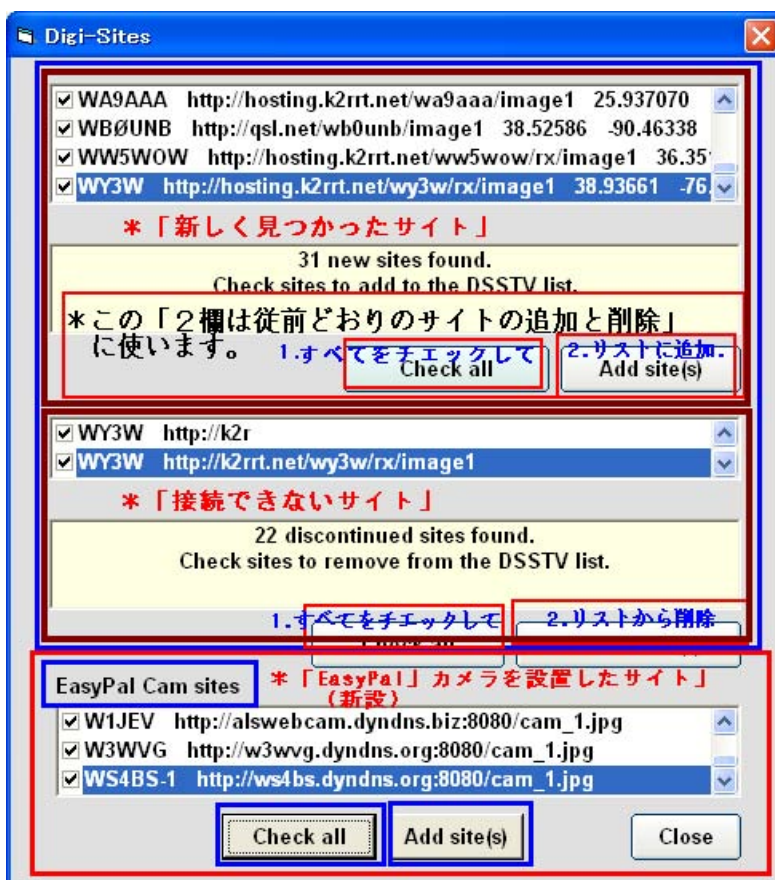 Digi-Sites
WA9AAA http://hosting.k2rrt.net/wa9aaa/image1 25.937070
WBØUNB http://qsl.net/wb0unb/image1 38.52586 -90.46338
WW5WOW http://hosting.k2rrt.net/ww5wow/rx/image1 36.35
WY3W http://hosting.k2rrt.net/wy3w/rx/image1 38.93661 -76.
＊「新しく見つかったサイト」
31 new sites found.
Check sites to add to the DSSTV list.
＊この「２欄は従前どおりのサイトの追加と削除」
に使います。
1.すべてをチエックして
2.リストに追加.
Check all
Add site(s)
WY3W http://k2r
WY3W http://k2rrt.net/wy3w/rx/image1
＊「接続できないサイト」
22 discontinued sites found.
Check sites to remove from the DSSTV list.
1.すべてをチエックして
2.リストから削除
Check all
EasyPal Cam sites
＊「EasyPal」カメラを設置したサイト」
(新設)
W1JEV http://alswebcam.dyndns.biz:8080/cam_1.jpg
W3WVG http://w3wvg.dyndns.org:8080/cam_1.jpg
WS4BS-1 http://ws4bs.dyndns.org:8080/cam_1.jpg
Check all
Add site(s)
Close